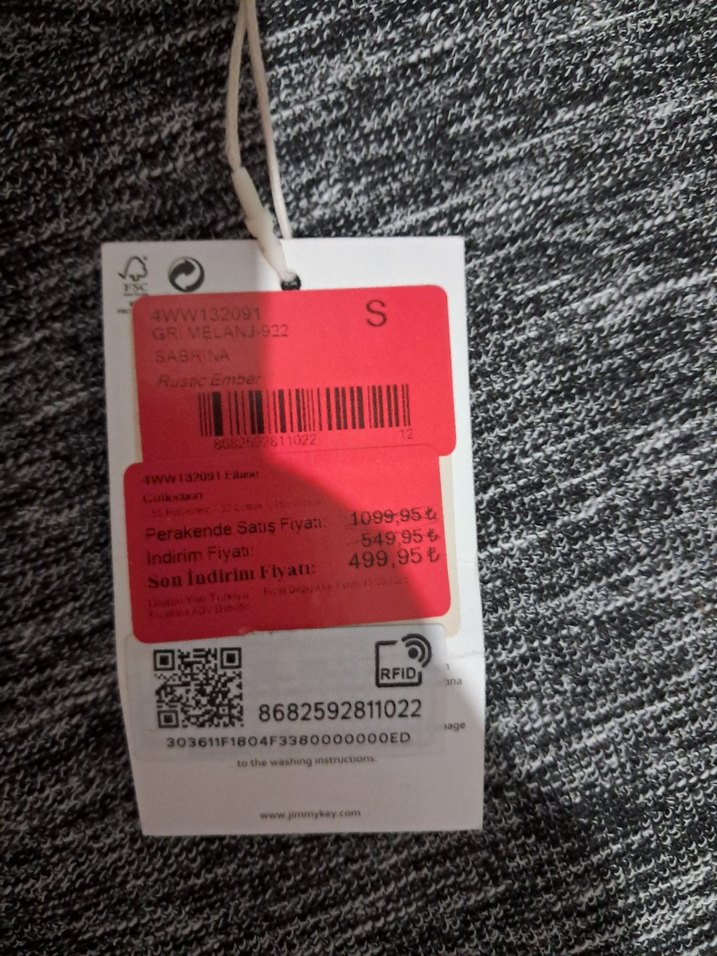 FSC
4WW132091
S
GRI MELANJ-922
SABRINA
Rustic Ember
8682592811022
12
4WW132091 Elbise
Collection
Perakende Satış Fiyatı: 1099,95 ₺
İndirim Fiyatı: 549,95 ₺
Son İndirim Fiyatı: 499,95 ₺
RFID
8682592811022
303611F1804F3380000000ED
to the washing instructions.
www.jimmykey.com